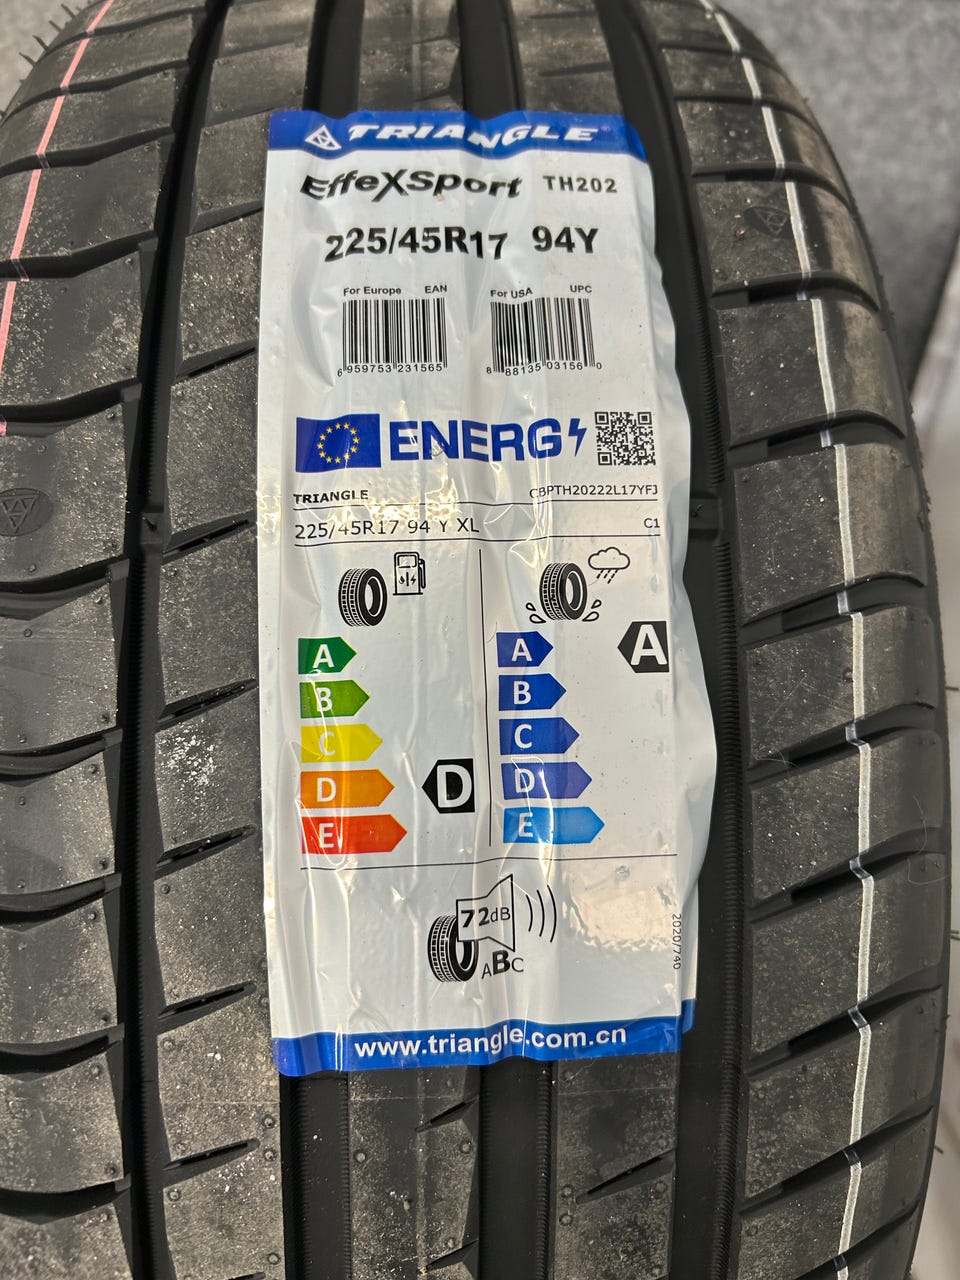 TRIANGLE
EffeXSport TH202
225/45R17 94Y
For Europe EAN
For USA UPC
6 959753 231565
8 88135 03156 0
ENERG
TRIANGLE CBPTH20222L17YFJ
225/45R17 94 Y XL C1
A
A
A
B
B
C
C
D
D
D
E
E
72dB
ABC
2020/740
www.triangle.com.cn